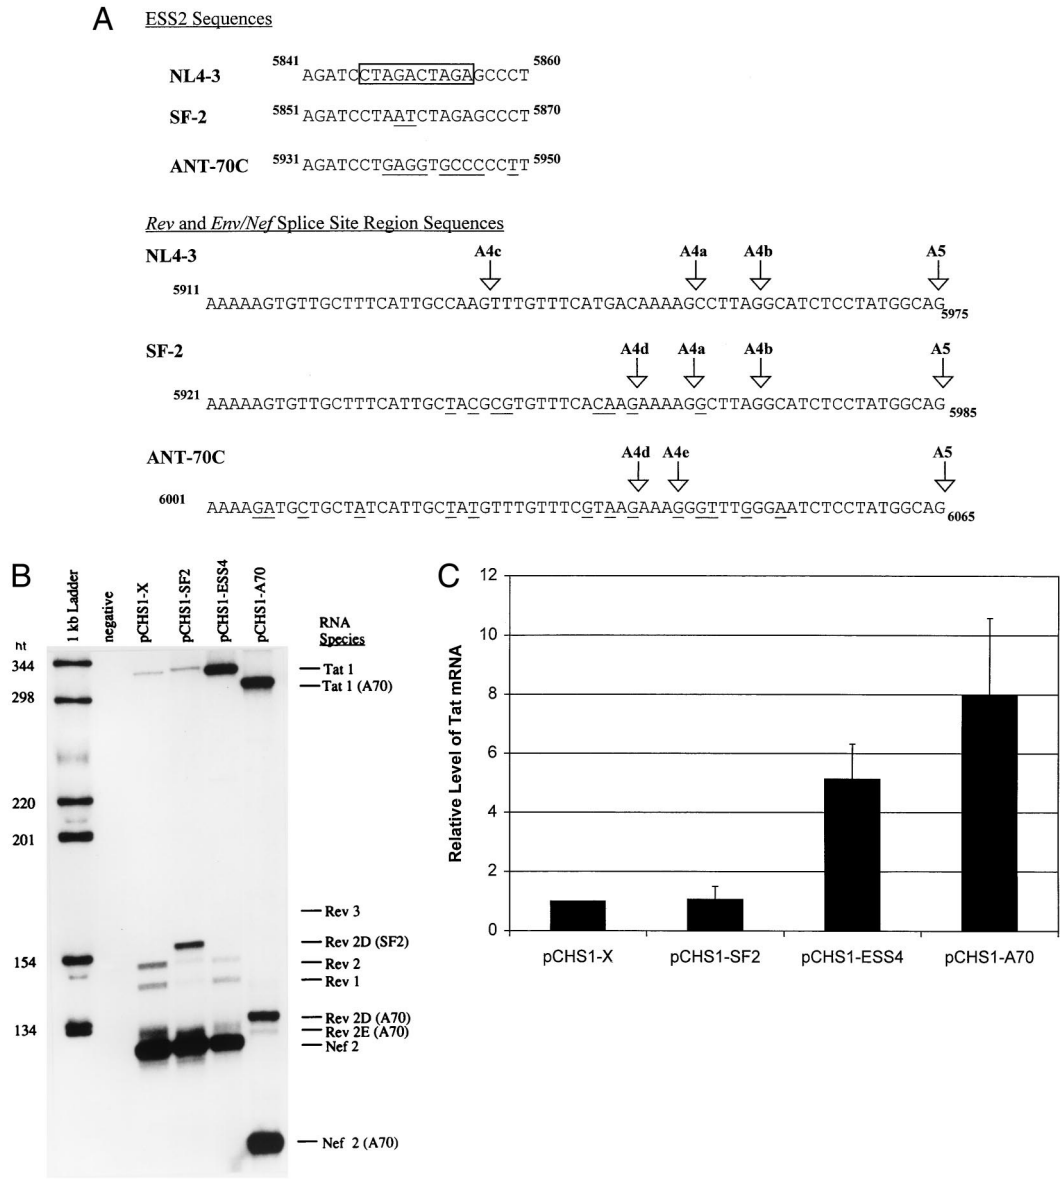 A
ESS2 Sequences
NL4-3 5841 AGATCCTAGACTAGAGCCCT 5860
SF-2 5851 AGATCCTAATCTAGAGCCCT 5870
ANT-70C 5931 AGATCCTGAGGTGCCCCCTT 5950
Rev and Env/Nef Splice Site Region Sequences
NL4-3
A4c A4a A4b A5
5911 AAAAAGTGTTGCTTTCATTGCCAAGTTTGTTTCATGACAAAAGCCTTAGGCATCTCCTATGGCAG 5975
SF-2
A4d A4a A4b A5
5921 AAAAAGTGTTGCTTTCATTGCTACGCGTGTTTCACAAGAAAAGGCTTAGGCATCTCCTATGGCAG 5985
ANT-70C
A4d A4e A5
6001 AAAAGATGCTGCTATCATTGCTATGTTTGTTTCGTAAGAAAGGGTTTGGGAATCTCCTATGGCAG 6065
B
1 kb Ladder
negative
pCHS1-X
pCHS1-SF2
pCHS1-ESS4
pCHS1-A70
RNA
Species
nt
344
298
220
201
154
134
Tat 1
Tat 1 (A70)
Rev 3
Rev 2D (SF2)
Rev 2
Rev 1
Rev 2D (A70)
Rev 2E (A70)
Nef 2
Nef 2 (A70)
C
Relative Level of Tat mRNA
12
10
8
6
4
2
0
pCHS1-X
pCHS1-SF2
pCHS1-ESS4
pCHS1-A70